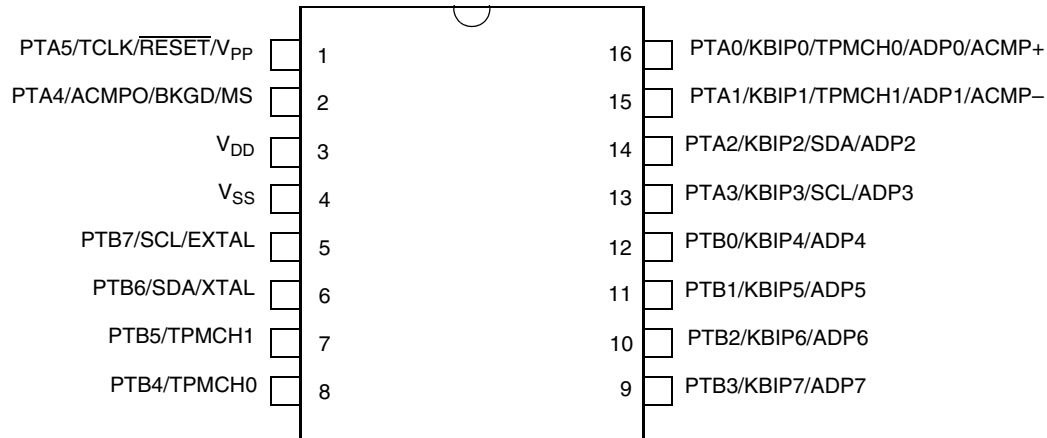 PTA5/TCLK/RESET/VPP 1 16 PTA0/KBIP0/TPMCH0/ADP0/ACMP+
PTA4/ACMPO/BKGD/MS 2 15 PTA1/KBIP1/TPMCH1/ADP1/ACMP–
VDD 3 14 PTA2/KBIP2/SDA/ADP2
VSS 4 13 PTA3/KBIP3/SCL/ADP3
PTB7/SCL/EXTAL 5 12 PTB0/KBIP4/ADP4
PTB6/SDA/XTAL 6 11 PTB1/KBIP5/ADP5
PTB5/TPMCH1 7 10 PTB2/KBIP6/ADP6
PTB4/TPMCH0 8 9 PTB3/KBIP7/ADP7